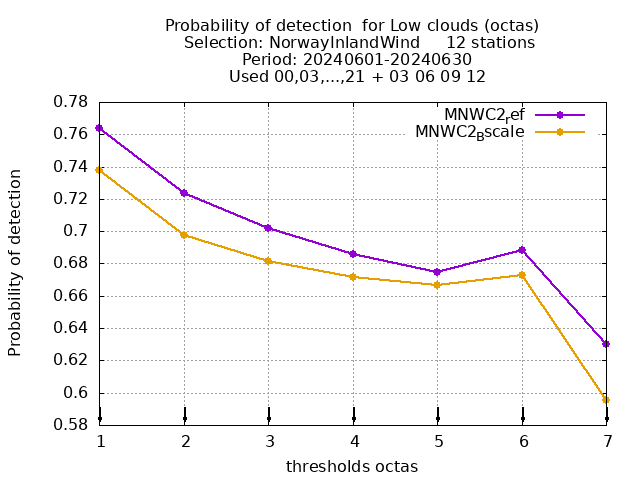 Probability of detection  for Low clouds (octas)
Selection: NorwayInlandWind     12 stations
Period: 20240601-20240630
Used 00,03,...,21 + 03 06 09 12
MNWC2ref
MNWC2Bscale
Probability of detection
0.78
0.76
0.74
0.72
0.7
0.68
0.66
0.64
0.62
0.6
0.58
1 2 3 4 5 6 7
thresholds octas